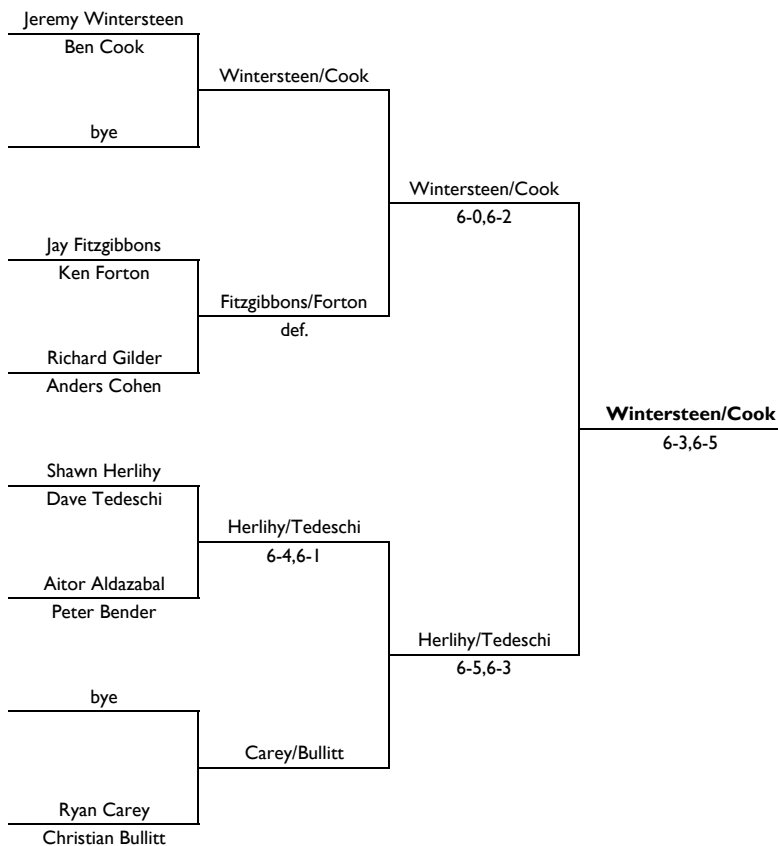 Jeremy Wintersteen
Ben Cook
Wintersteen/Cook
bye
Wintersteen/Cook
6-0,6-2
Jay Fitzgibbons
Ken Forton
Fitzgibbons/Forton
def.
Richard Gilder
Anders Cohen
Wintersteen/Cook
6-3,6-5
Shawn Herlihy
Dave Tedeschi
Herlihy/Tedeschi
6-4,6-1
Aitor Aldazabal
Peter Bender
Herlihy/Tedeschi
6-5,6-3
bye
Carey/Bullitt
Ryan Carey
Christian Bullitt